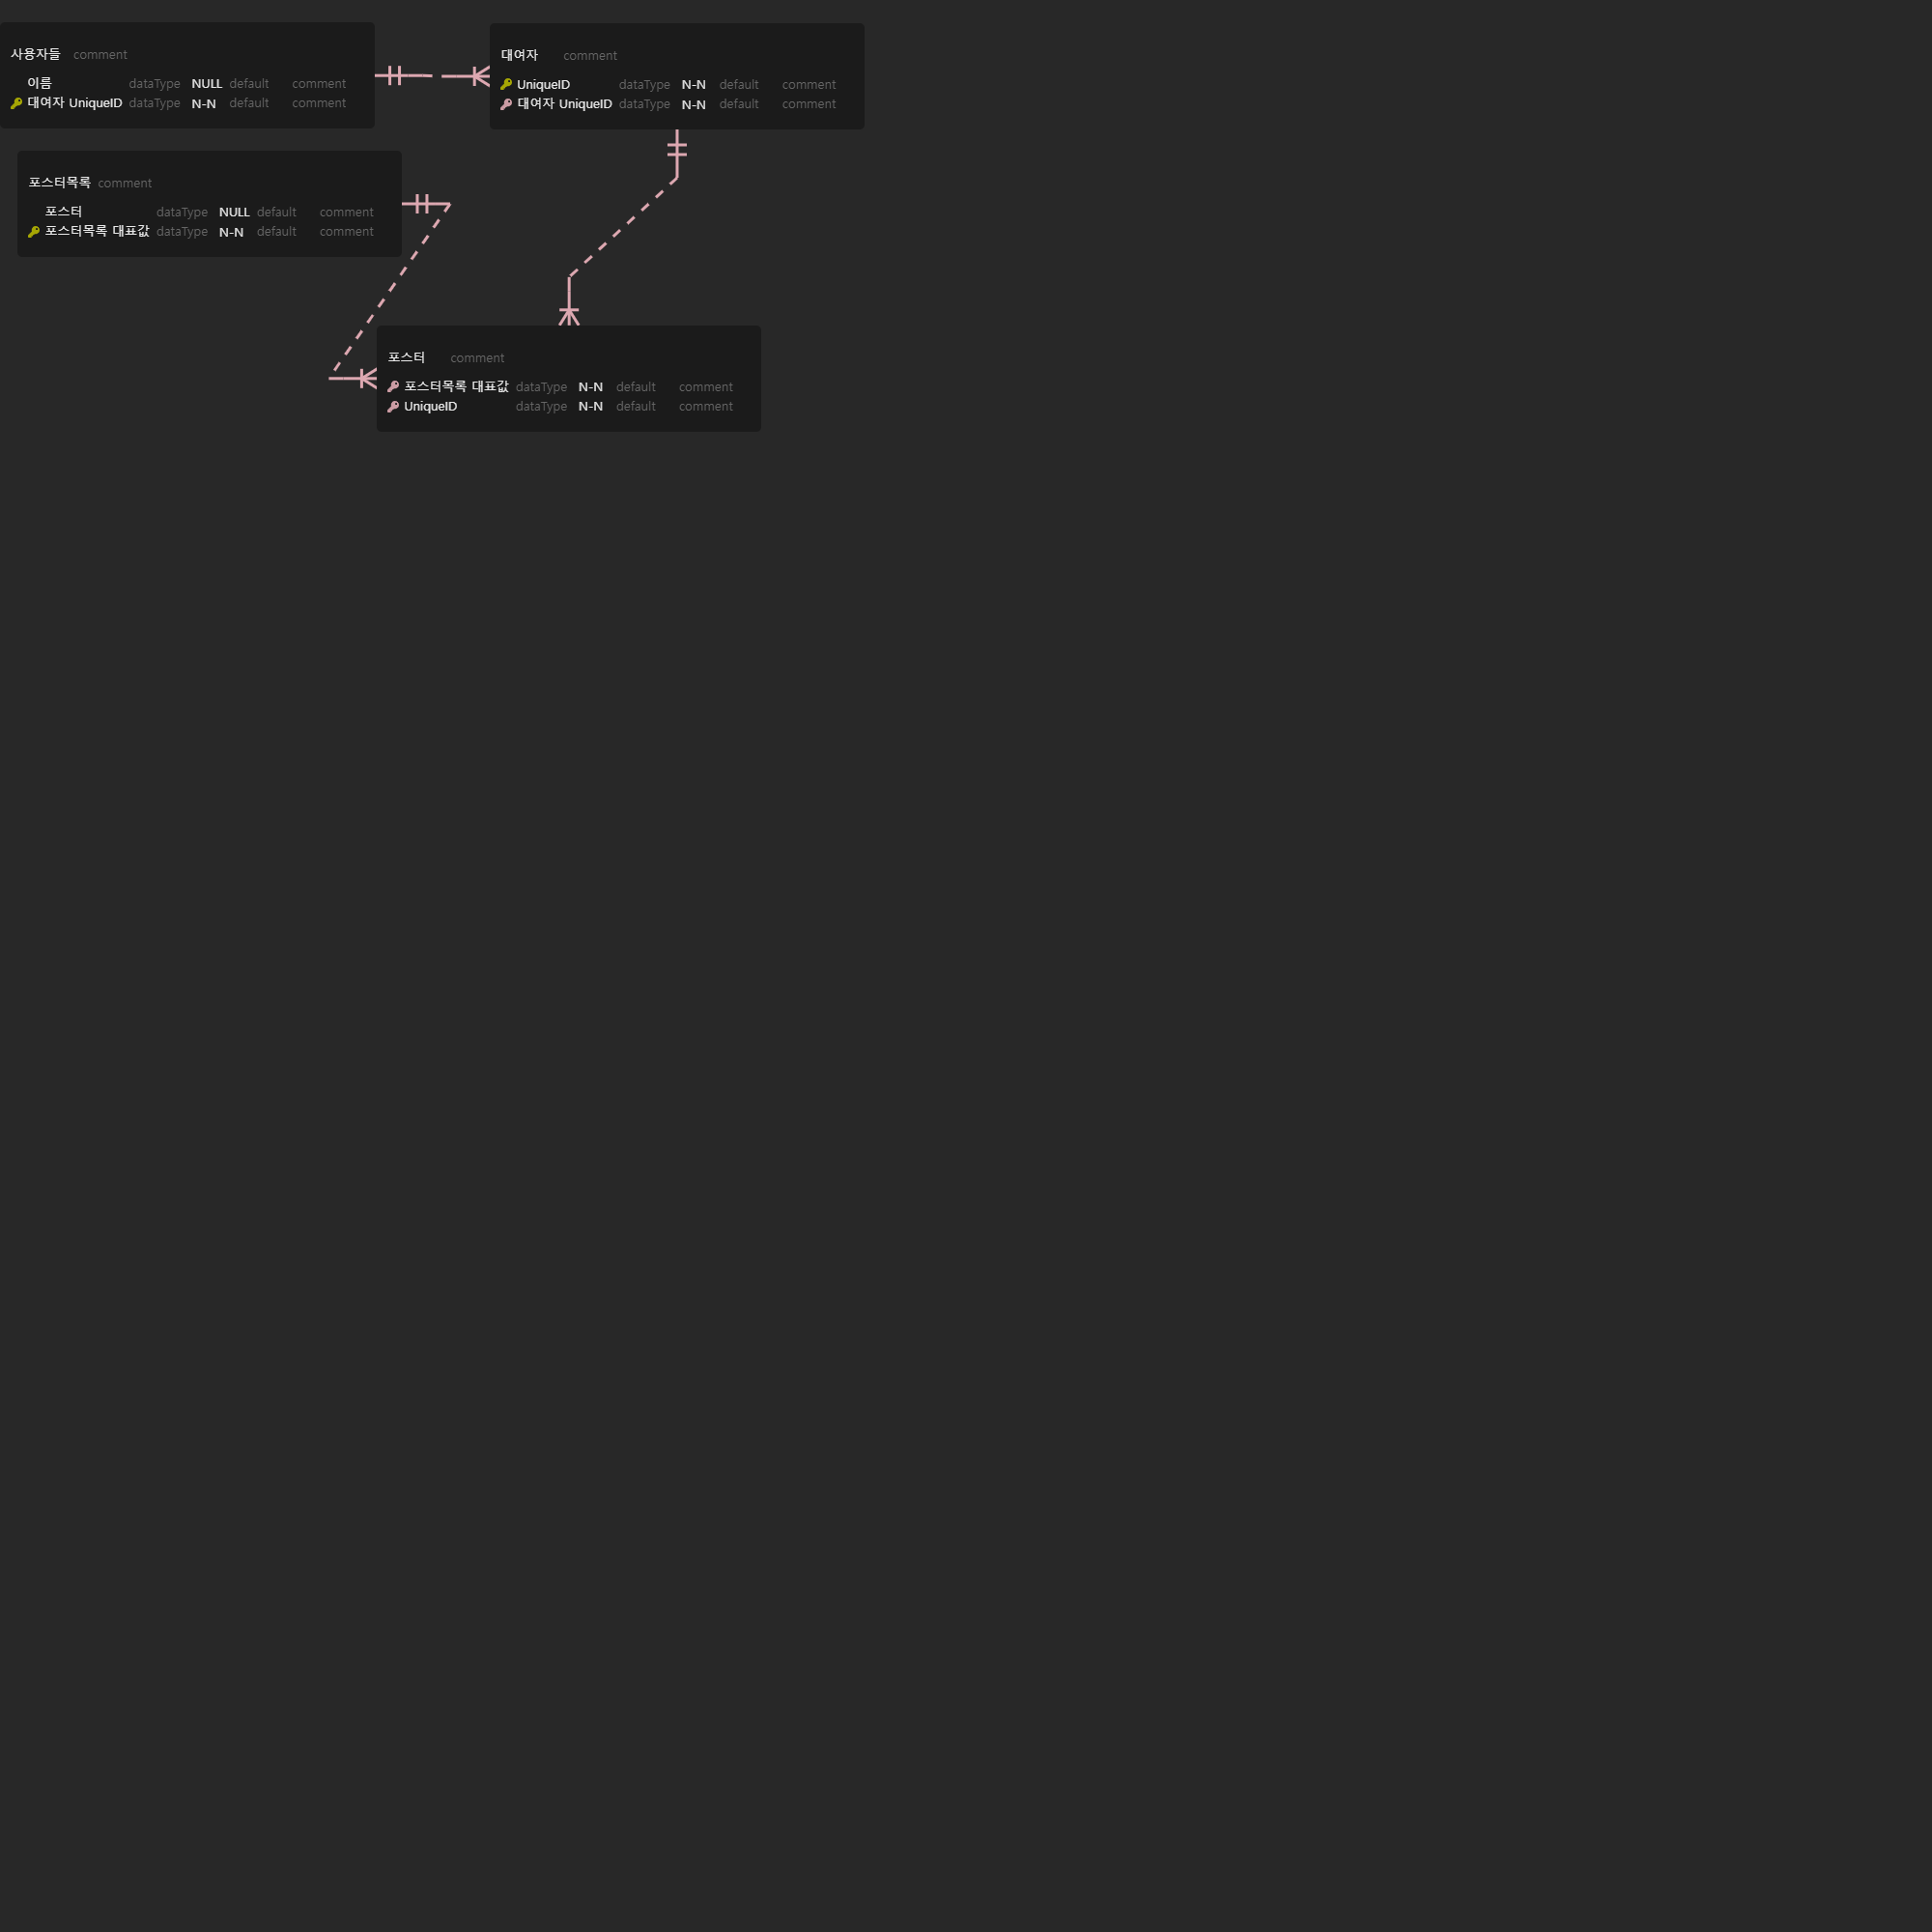 사용자들 comment
이름 dataType NULL default comment
대여자 UniqueID dataType N-N default comment
대여자 comment
UniqueID dataType N-N default comment
대여자 UniqueID dataType N-N default comment
포스터목록 comment
포스터 dataType NULL default comment
포스터목록 대표값 dataType N-N default comment
포스터 comment
포스터목록 대표값 dataType N-N default comment
UniqueID dataType N-N default comment